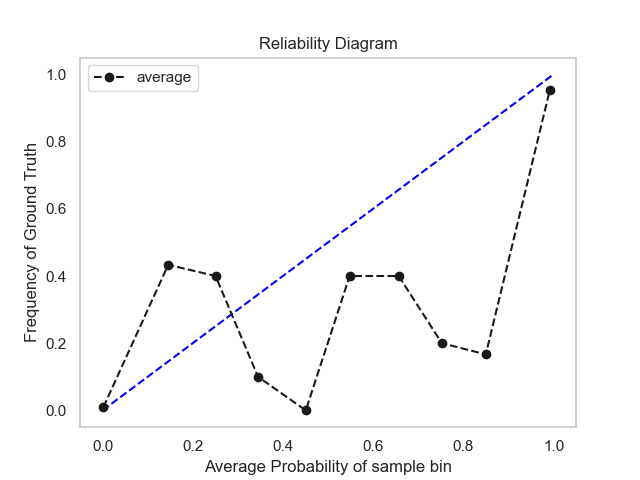 Reliability Diagram
average
Frequency of Ground Truth
1.0
0.8
0.6
0.4
0.2
0.0
0.0 0.2 0.4 0.6 0.8 1.0
Average Probability of sample bin